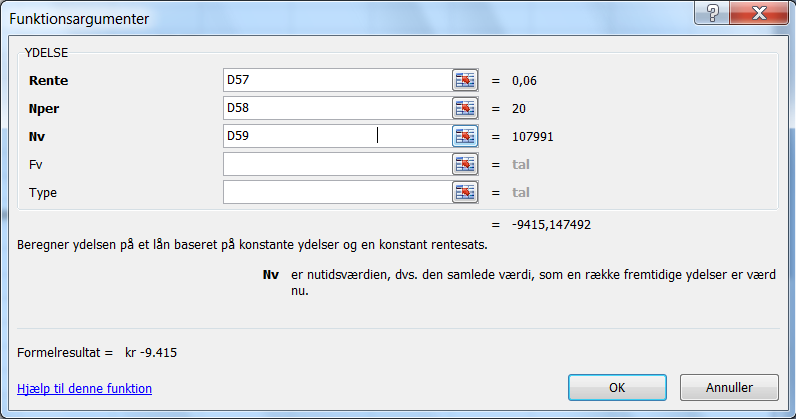 Funktionsargumenter
YDELSE
Rente D57 = 0,06
Nper D58 = 20
Nv D59 = 107991
Fv = tal
Type = tal
= -9415,147492
Beregner ydelsen på et lån baseret på konstante ydelser og en konstant rentesats.
Nv er nutidsværdien, dvs. den samlede værdi, som en række fremtidige ydelser er værd
nu.
Formelresultat = kr -9.415
Hjælp til denne funktion OK Annuller